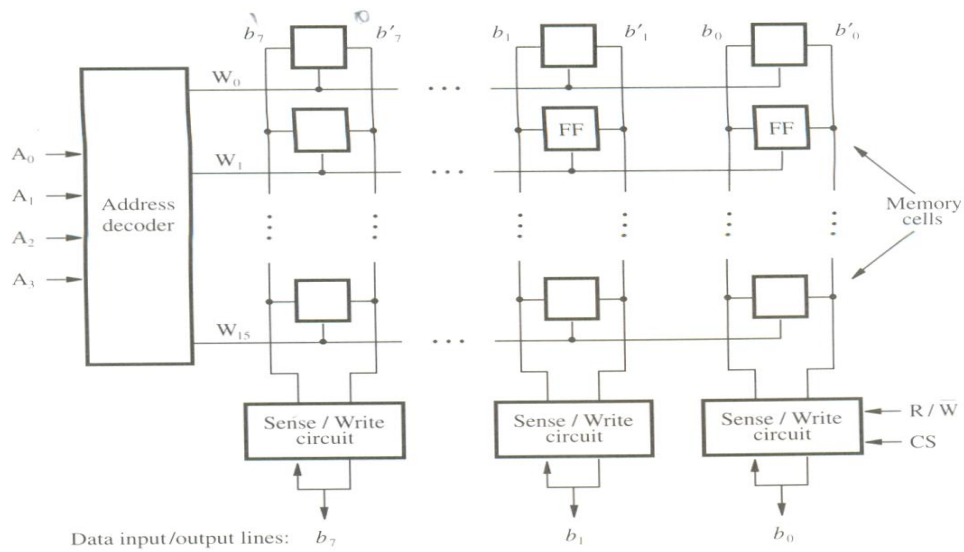 b₇ b'₇ b₁ b'₁ b₀ b'₀
W₀ • • •
FF FF
A₀
W₁ • • •
A₁
Address decoder
Memory cells
A₂
A₃
W₁₅ • • •
Sense / Write circuit
Sense / Write circuit
Sense / Write circuit
R / W̅
CS
Data input/output lines: b₇ b₁ b₀